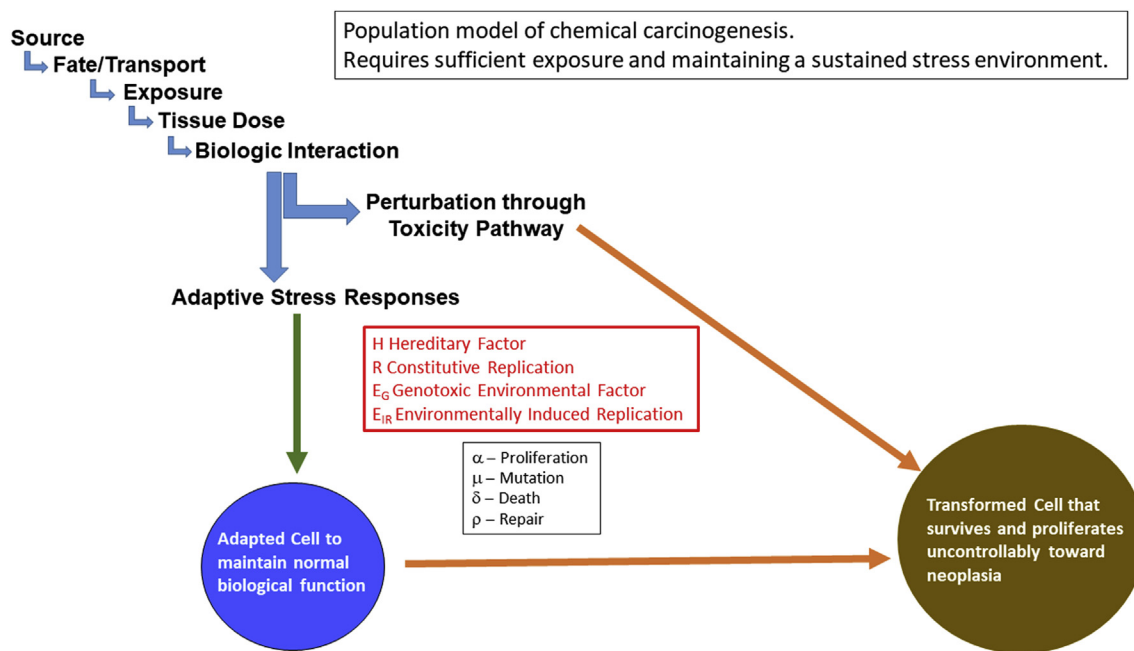 Population model of chemical carcinogenesis.
Requires sufficient exposure and maintaining a sustained stress environment.
Source
Fate/Transport
Exposure
Tissue Dose
Biologic Interaction
Perturbation through
Toxicity Pathway
Adaptive Stress Responses
H Hereditary Factor
R Constitutive Replication
EG Genotoxic Environmental Factor
EIR Environmentally Induced Replication
α – Proliferation
μ – Mutation
δ – Death
ρ – Repair
Adapted Cell to
maintain normal
biological function
Transformed Cell that
survives and proliferates
uncontrollably toward
neoplasia